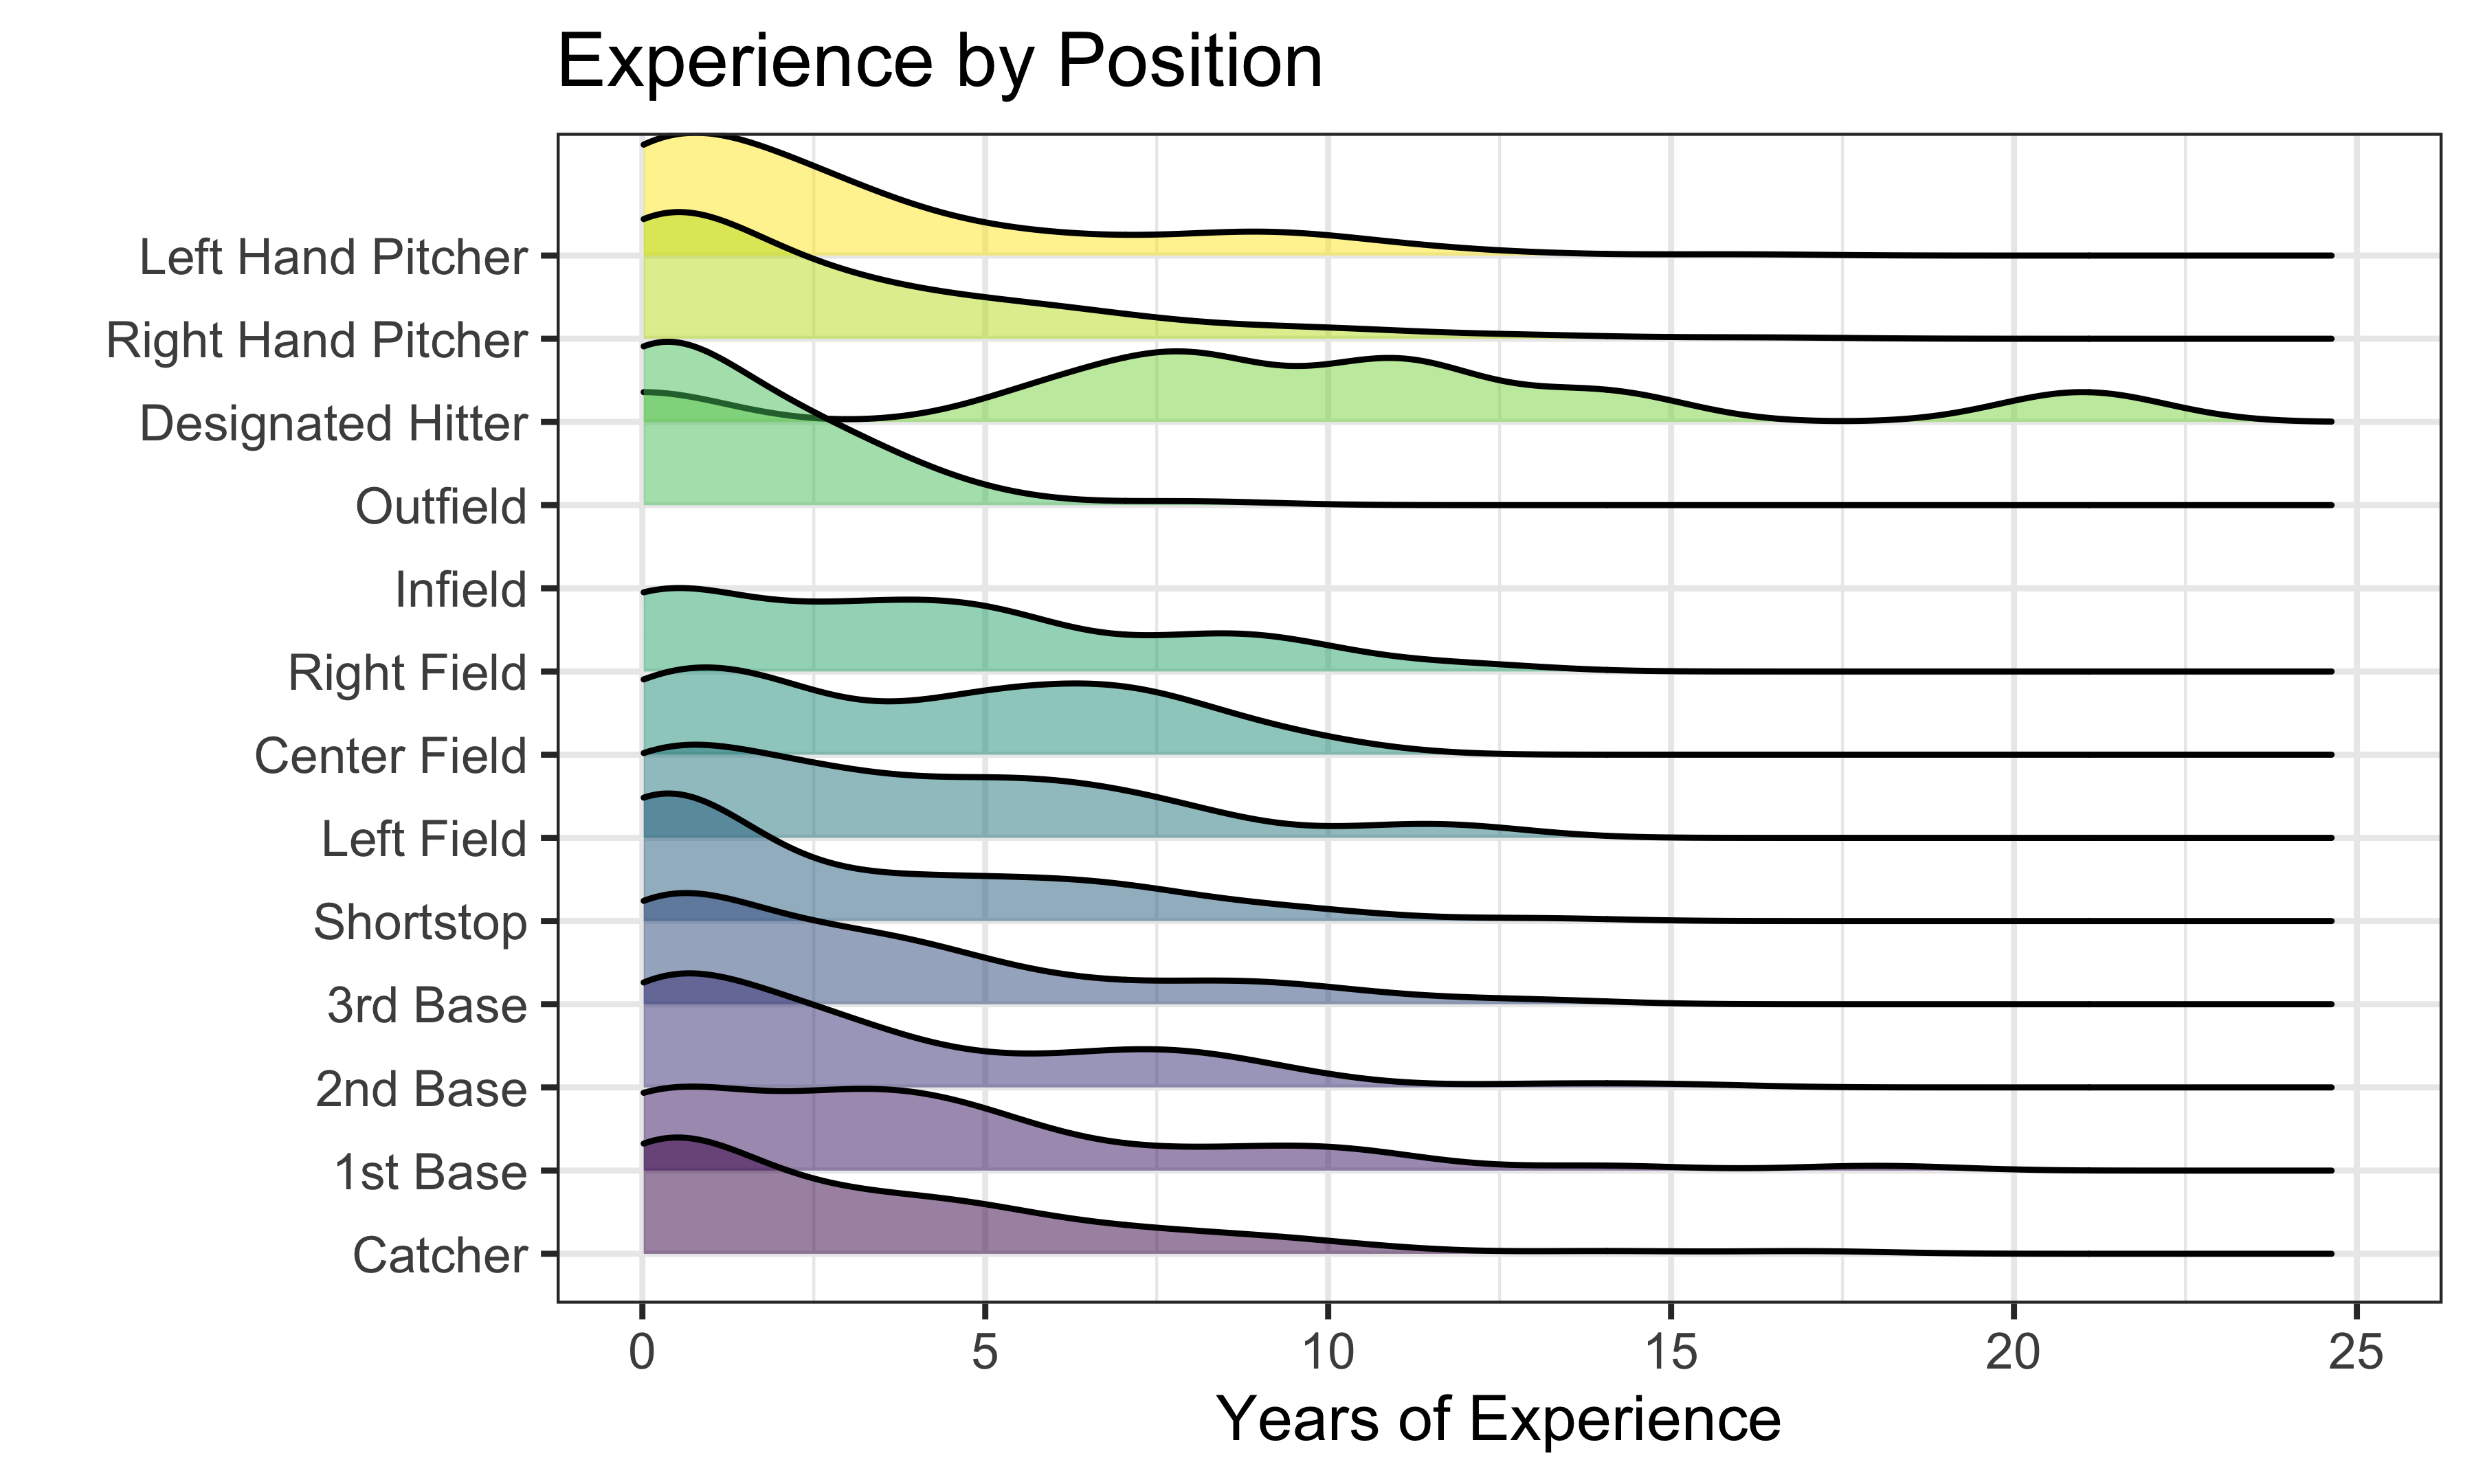 Experience by Position
Left Hand Pitcher
Right Hand Pitcher
Designated Hitter
Outfield
Infield
Right Field
Center Field
Left Field
Shortstop
3rd Base
2nd Base
1st Base
Catcher
0 5 10 15 20 25
Years of Experience